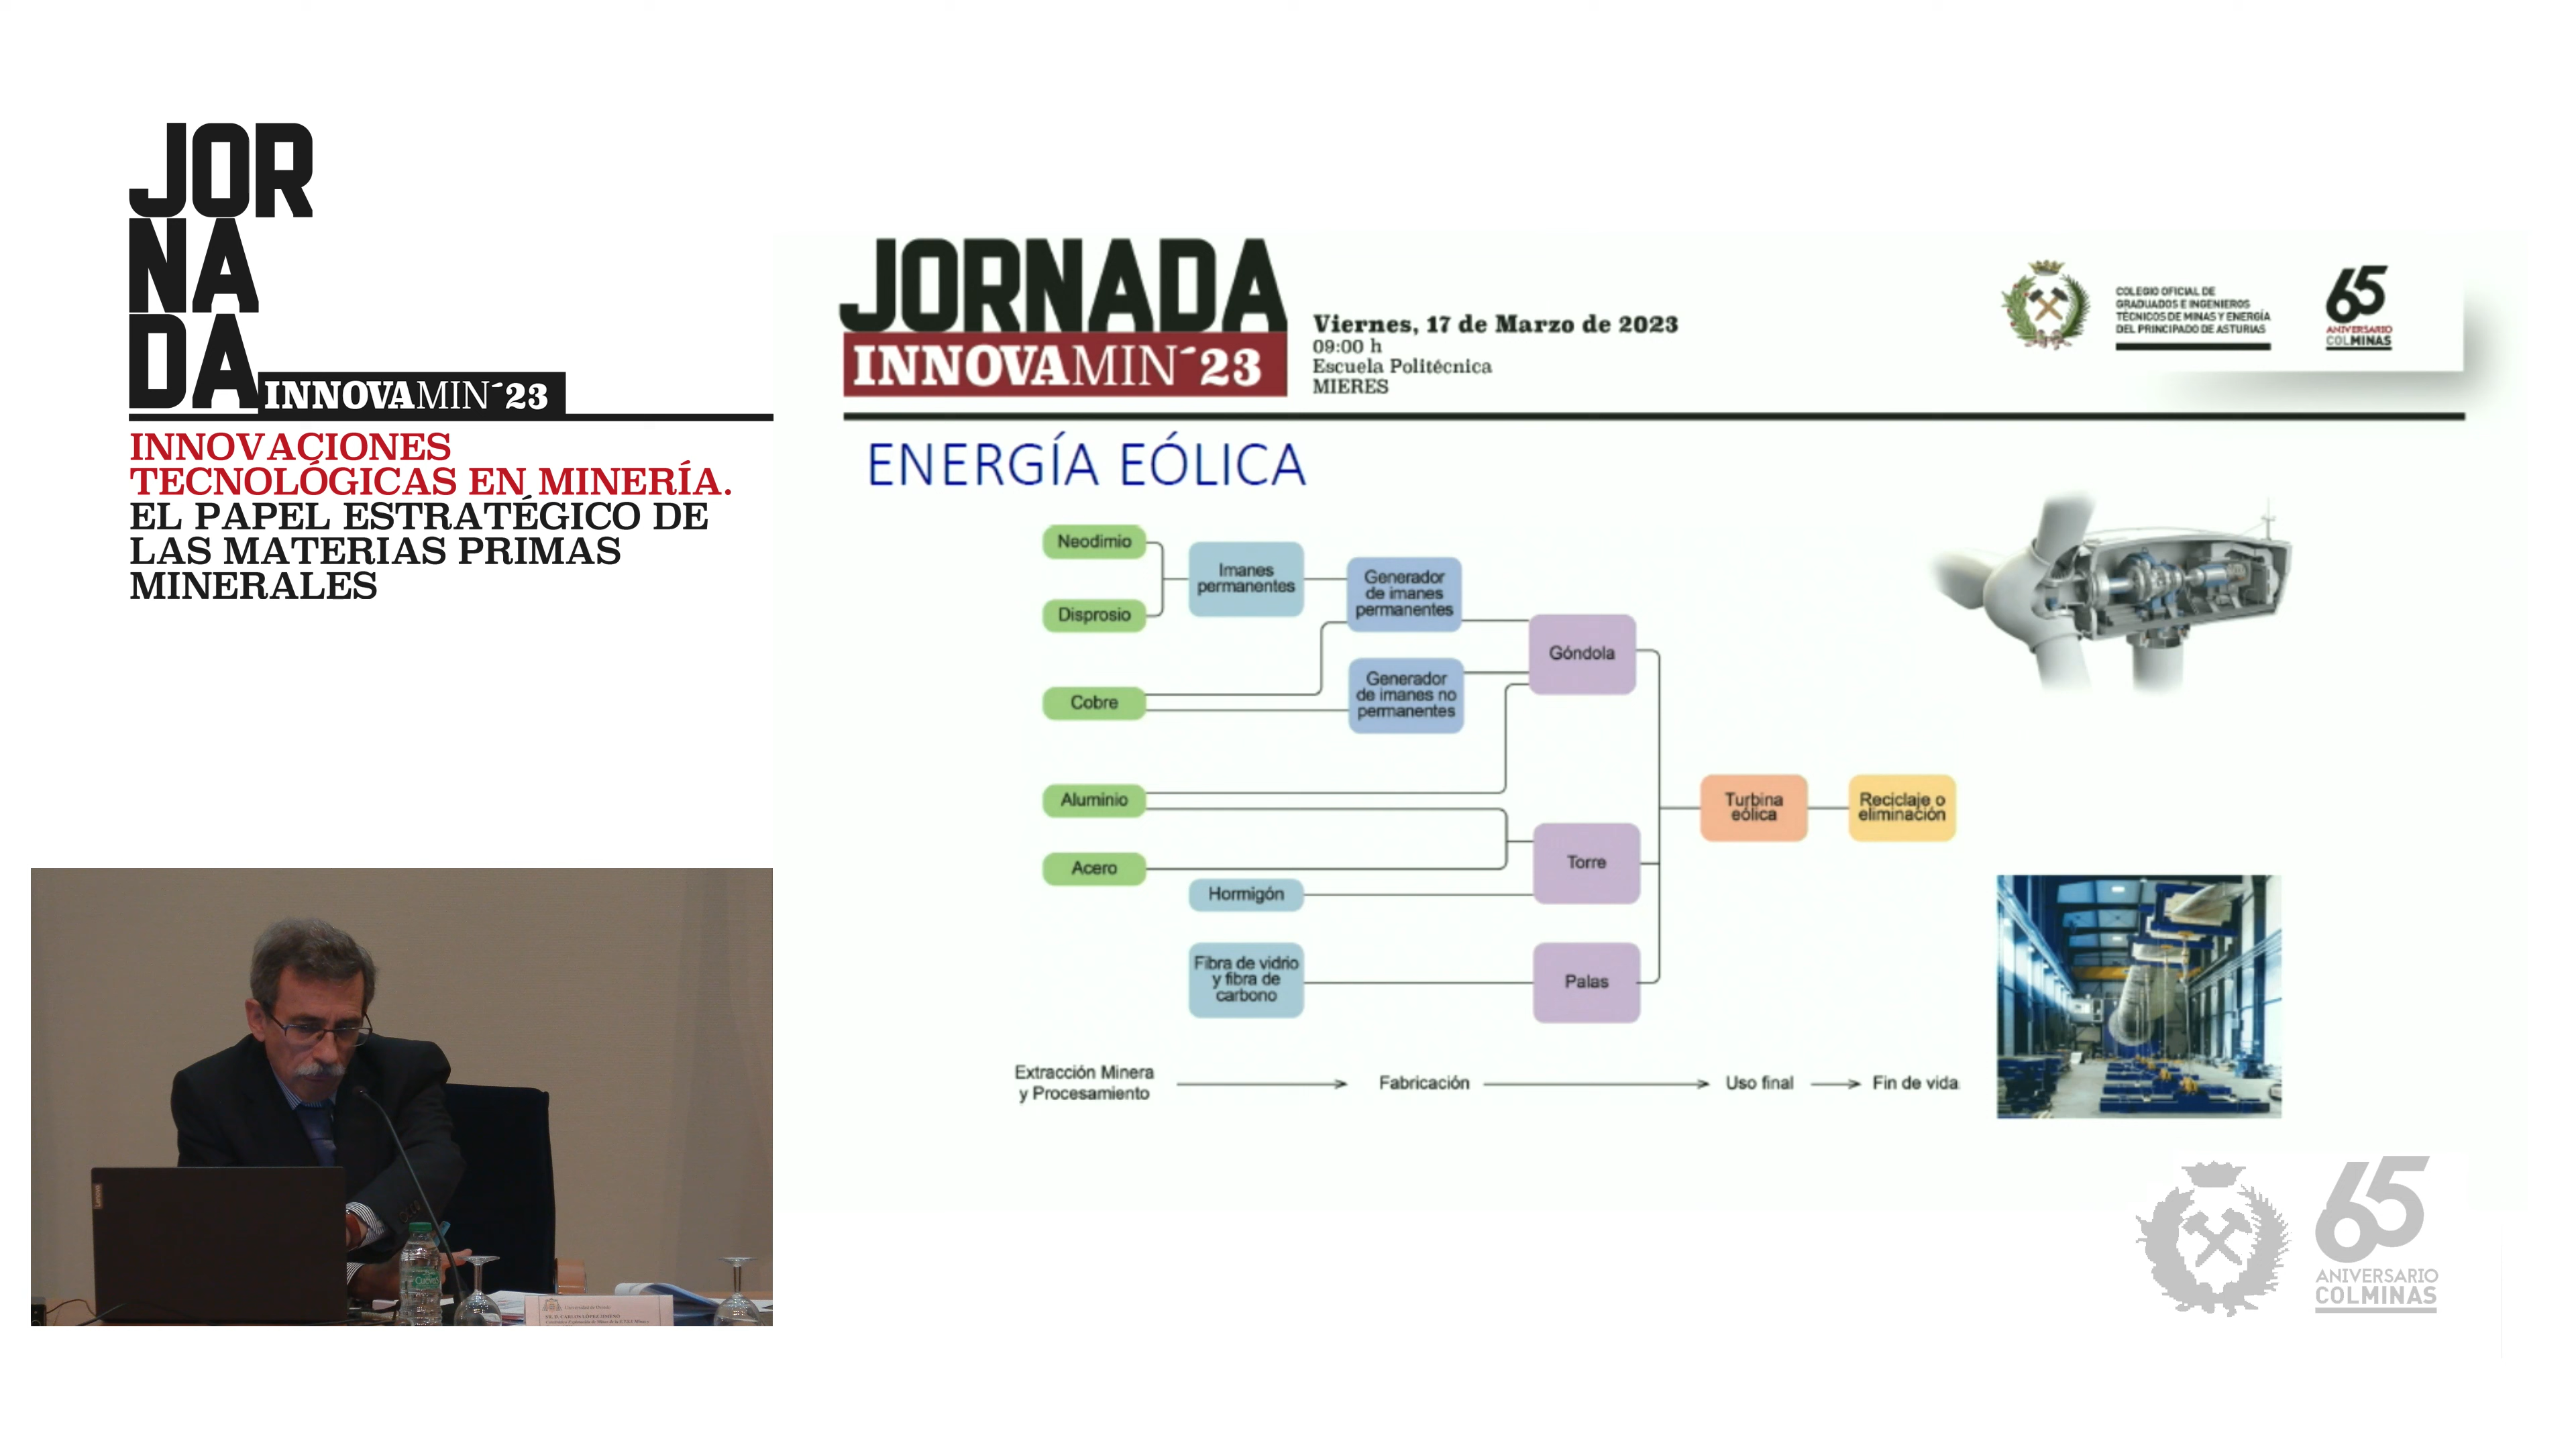 JOR
NA
DA
INNOVAMIN´23
INNOVACIONES
TECNOLÓGICAS EN MINERÍA.
EL PAPEL ESTRATÉGICO DE
LAS MATERIAS PRIMAS
MINERALES
JORNADA
INNOVAMIN´23
Viernes, 17 de Marzo de 2023
09:00 h
Escuela Politécnica
MIERES
COLEGIO OFICIAL DE
GRADUADOS E INGENIEROS
TÉCNICOS DE MINAS Y ENERGÍA
DEL PRINCIPADO DE ASTURIAS
65
ANIVERSARIO
COLMINAS
ENERGÍA EÓLICA
Neodimio
Disprosio
Cobre
Aluminio
Acero
Imanes
permanentes
Hormigón
Fibra de vidrio
y fibra de
carbono
Generador
de imanes
permanentes
Generador
de imanes no
permanentes
Góndola
Torre
Palas
Turbina
eólica
Reciclaje o
eliminación
Extracción Minera
y Procesamiento
Fabricación
Uso final
Fin de vida
Lenovo
65
ANIVERSARIO
COLMINAS